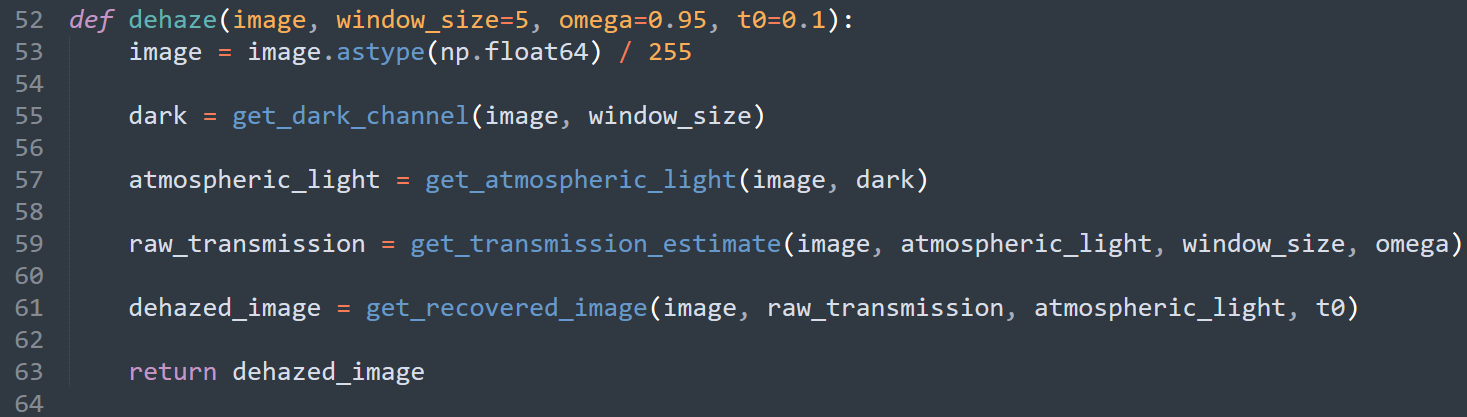 52 def dehaze(image, window_size=5, omega=0.95, t0=0.1):
53     image = image.astype(np.float64) / 255
54
55     dark = get_dark_channel(image, window_size)
56
57     atmospheric_light = get_atmospheric_light(image, dark)
58
59     raw_transmission = get_transmission_estimate(image, atmospheric_light, window_size, omega)
60
61     dehazed_image = get_recovered_image(image, raw_transmission, atmospheric_light, t0)
62
63     return dehazed_image
64